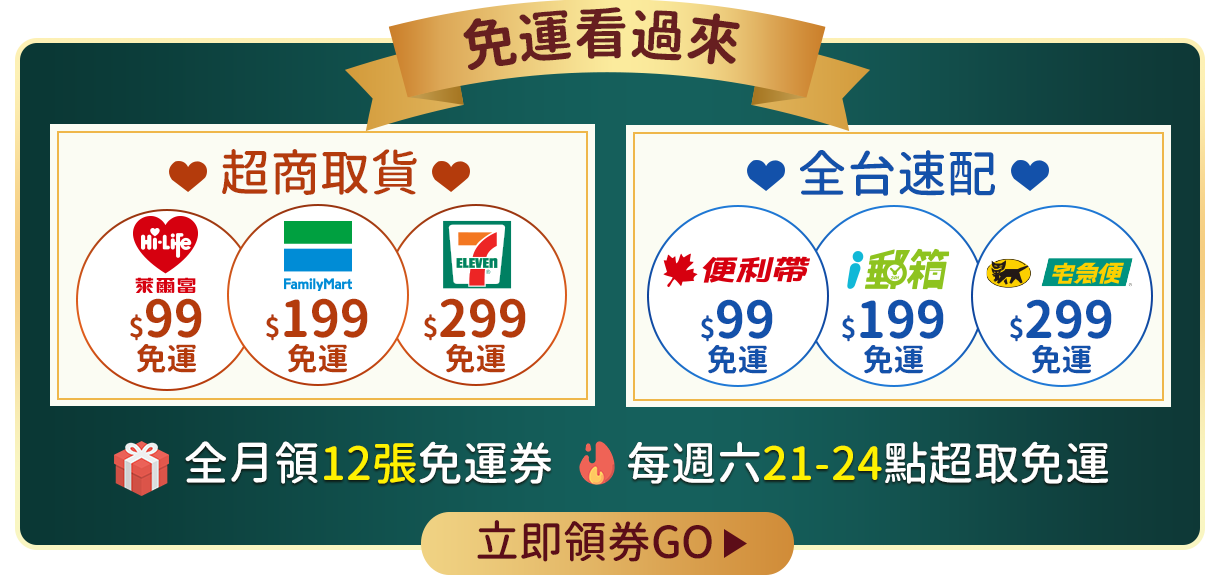 免運看過來
超商取貨
Hi-Life
萊爾富
$99
免運
FamilyMart
$199
免運
7
ELEVEN
$299
免運
全台速配
便利帶
$99
免運
i郵箱
$199
免運
宅急便
$299
免運
全月領12張免運券
每週六21-24點超取免運
立即領券GO